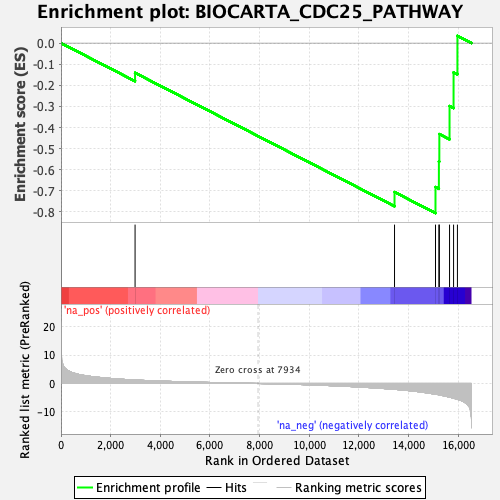 Enrichment plot: BIOCARTA_CDC25_PATHWAY
Enrichment score (ES)
0.0
-0.1
-0.2
-0.3
-0.4
-0.5
-0.6
-0.7
-0.8
'na_pos' (positively correlated)
Ranked list metric (PreRanked)
20
10
0
-10
Zero cross at 7934
'na_neg' (negatively correlated)
0
2,000
4,000
6,000
8,000
10,000
12,000
14,000
16,000
Rank in Ordered Dataset
Enrichment profile
Hits
Ranking metric scores